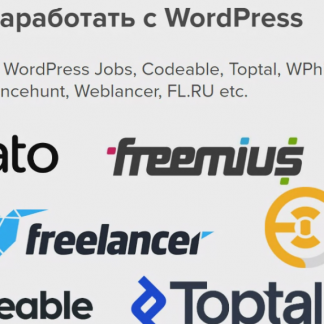 аработать с WordPress
WordPress Jobs, Codeable, Toptal, WPh
ncehunt, Weblancer, FL.RU etc.
ato
freemius
freelancer
eable
Toptal